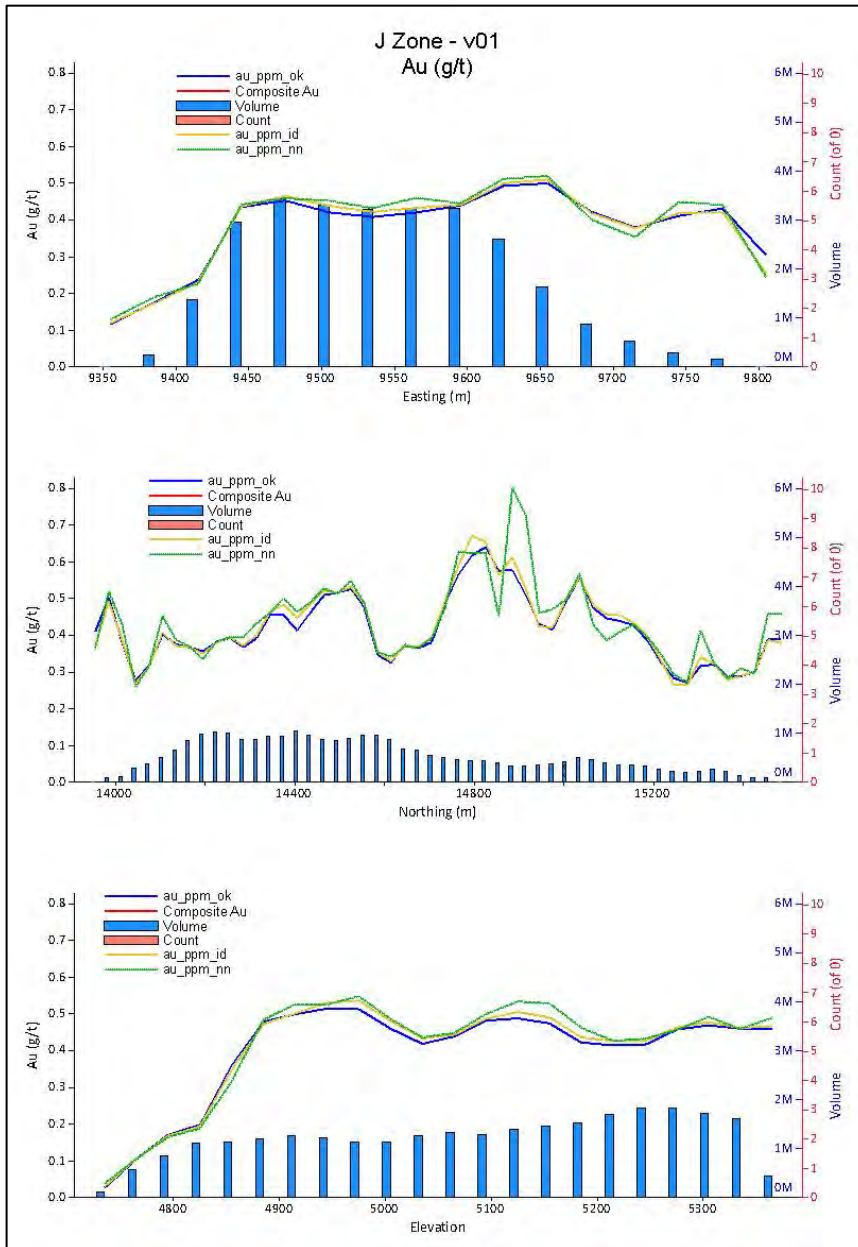 J Zone - v01
Au (g/t)
au_ppm_ok
Composite Au
Volume
Count
au_ppm_id
au_ppm_nn
0.8
0.7
0.6
0.5
0.4
0.3
0.2
0.1
0.0
Au (g/t)
6M
5M
4M
3M
2M
1M
0M
Volume
10
9
8
7
6
5
4
3
2
1
0
Count (of 0)
9350 9400 9450 9500 9550 9600 9650 9700 9750 9800
Easting (m)
au_ppm_ok
Composite Au
Volume
Count
au_ppm_id
au_ppm_nn
0.8
0.7
0.6
0.5
0.4
0.3
0.2
0.1
0.0
Au (g/t)
6M
5M
4M
3M
2M
1M
0M
Volume
10
9
8
7
6
5
4
3
2
1
0
Count (of 0)
14000 14400 14800 15200
Northing (m)
au_ppm_ok
Composite Au
Volume
Count
au_ppm_id
au_ppm_nn
0.8
0.7
0.6
0.5
0.4
0.3
0.2
0.1
0.0
Au (g/t)
6M
5M
4M
3M
2M
1M
0M
Volume
10
9
8
7
6
5
4
3
2
1
0
Count (of 0)
4800 4900 5000 5100 5200 5300
Elevation